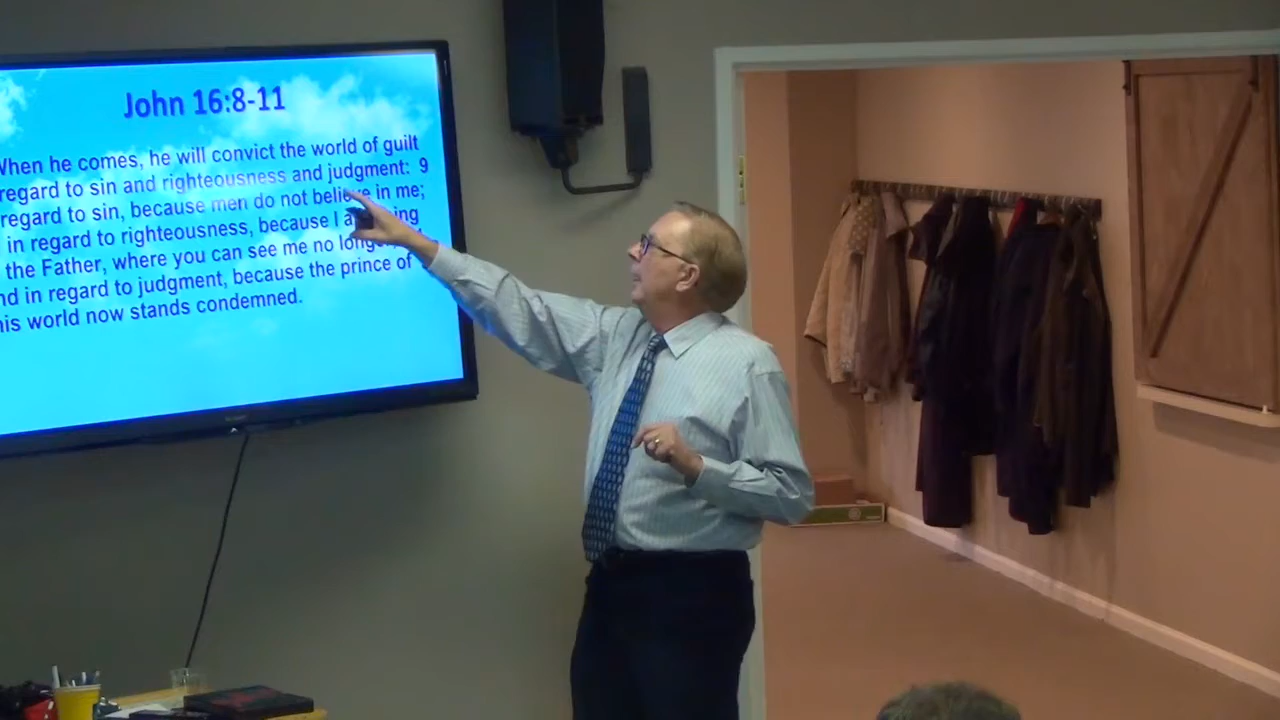 John 16:8-11
When he comes, he will convict the world of guilt
regard to sin and righteousness and judgment: 9
regard to sin, because men do not believe in me;
in regard to righteousness, because I
the Father, where you can see me no
in regard to judgment, because the prince of
world now stands condemned.